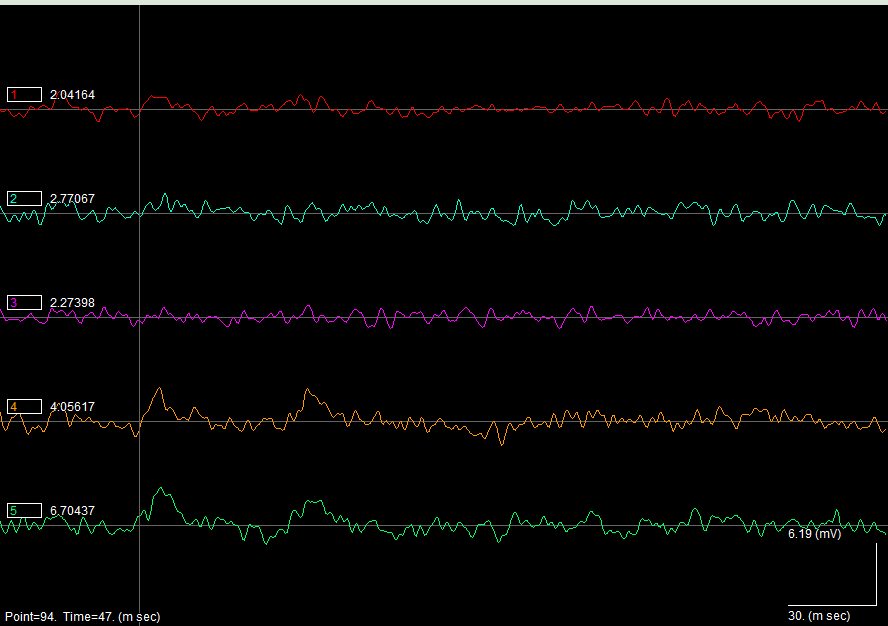 1 2.04164
2 2.77067
3 2.27398
4 4.05617
5 6.70437
6.19 (mV)
Point=94. Time=47. (m sec)
30. (m sec)